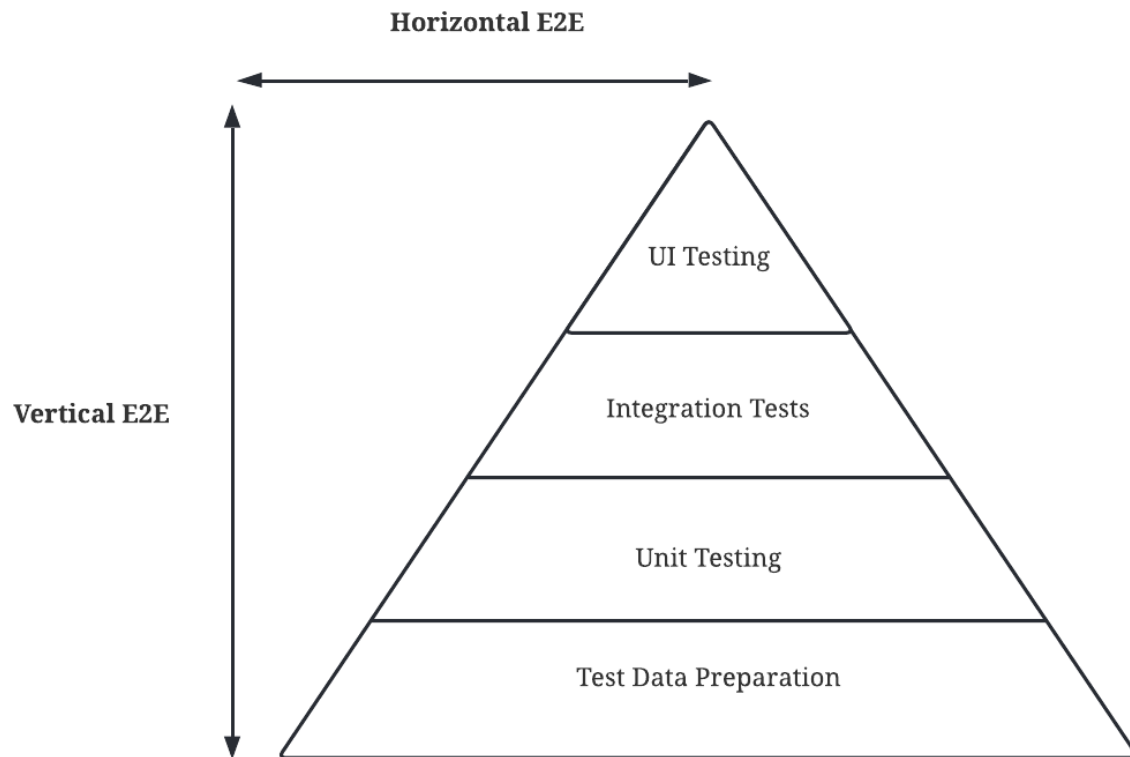 Horizontal E2E
UI Testing
Integration Tests
Vertical E2E
Unit Testing
Test Data Preparation